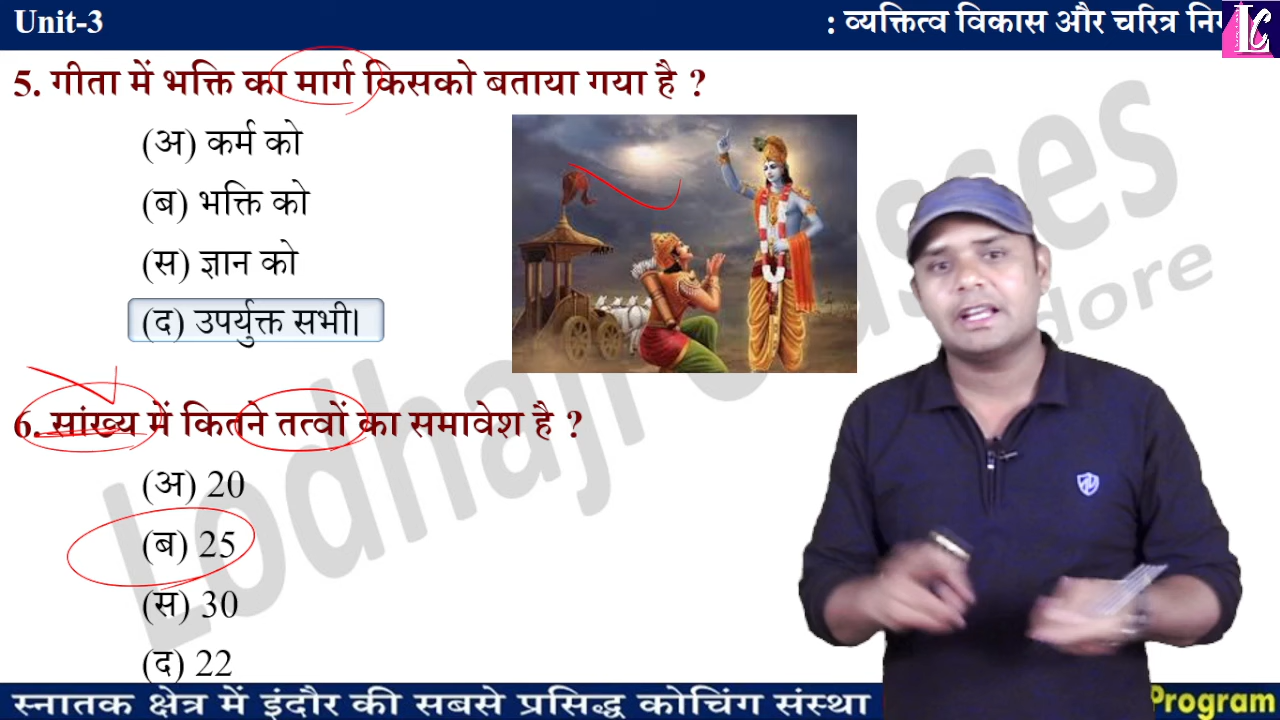 Unit-3
: व्यक्तित्व विकास और चरित्र
LC
5. गीता में भक्ति का मार्ग किसको बताया गया है ?
(अ) कर्म को
(ब) भक्ति को
(स) ज्ञान को
(द) उपर्युक्त सभी।
6. सांख्य में कितने तत्वों का समावेश है ?
(अ) 20
(ब) 25
(स) 30
(द) 22
स्नातक क्षेत्र में इंदौर की सबसे प्रसिद्ध कोचिंग संस्था
Program